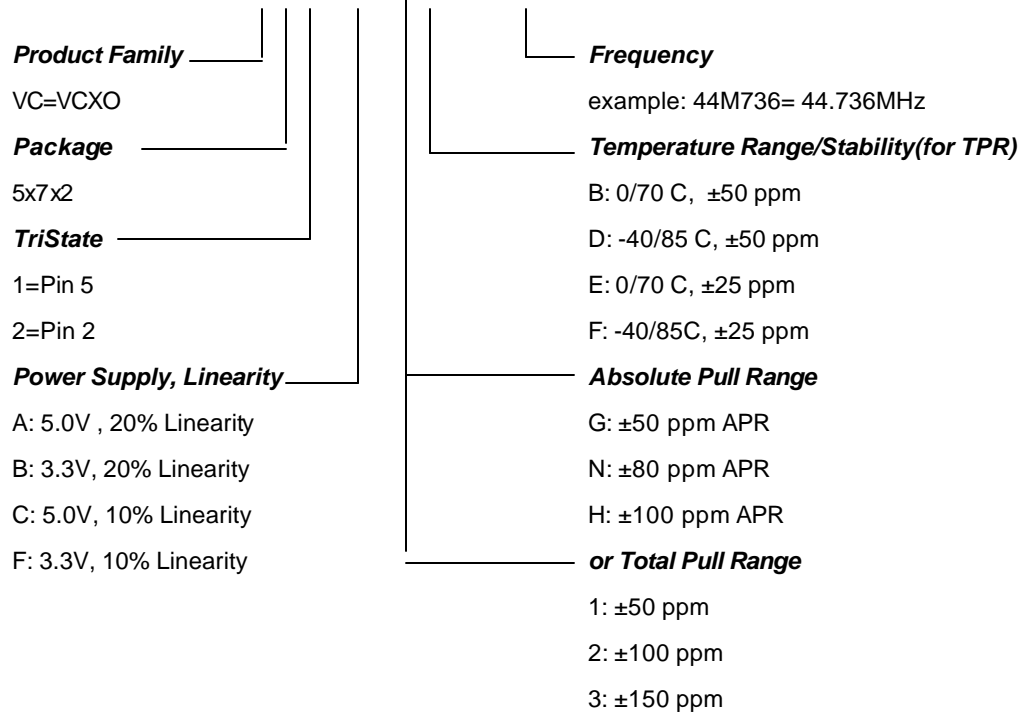 Product Family
VC=VCXO
Package
5x7x2
TriState
1=Pin 5
2=Pin 2
Power Supply, Linearity
A: 5.0V , 20% Linearity
B: 3.3V, 20% Linearity
C: 5.0V, 10% Linearity
F: 3.3V, 10% Linearity
Frequency
example: 44M736= 44.736MHz
Temperature Range/Stability(for TPR)
B: 0/70 C, ±50 ppm
D: -40/85 C, ±50 ppm
E: 0/70 C, ±25 ppm
F: -40/85C, ±25 ppm
Absolute Pull Range
G: ±50 ppm APR
N: ±80 ppm APR
H: ±100 ppm APR
or Total Pull Range
1: ±50 ppm
2: ±100 ppm
3: ±150 ppm